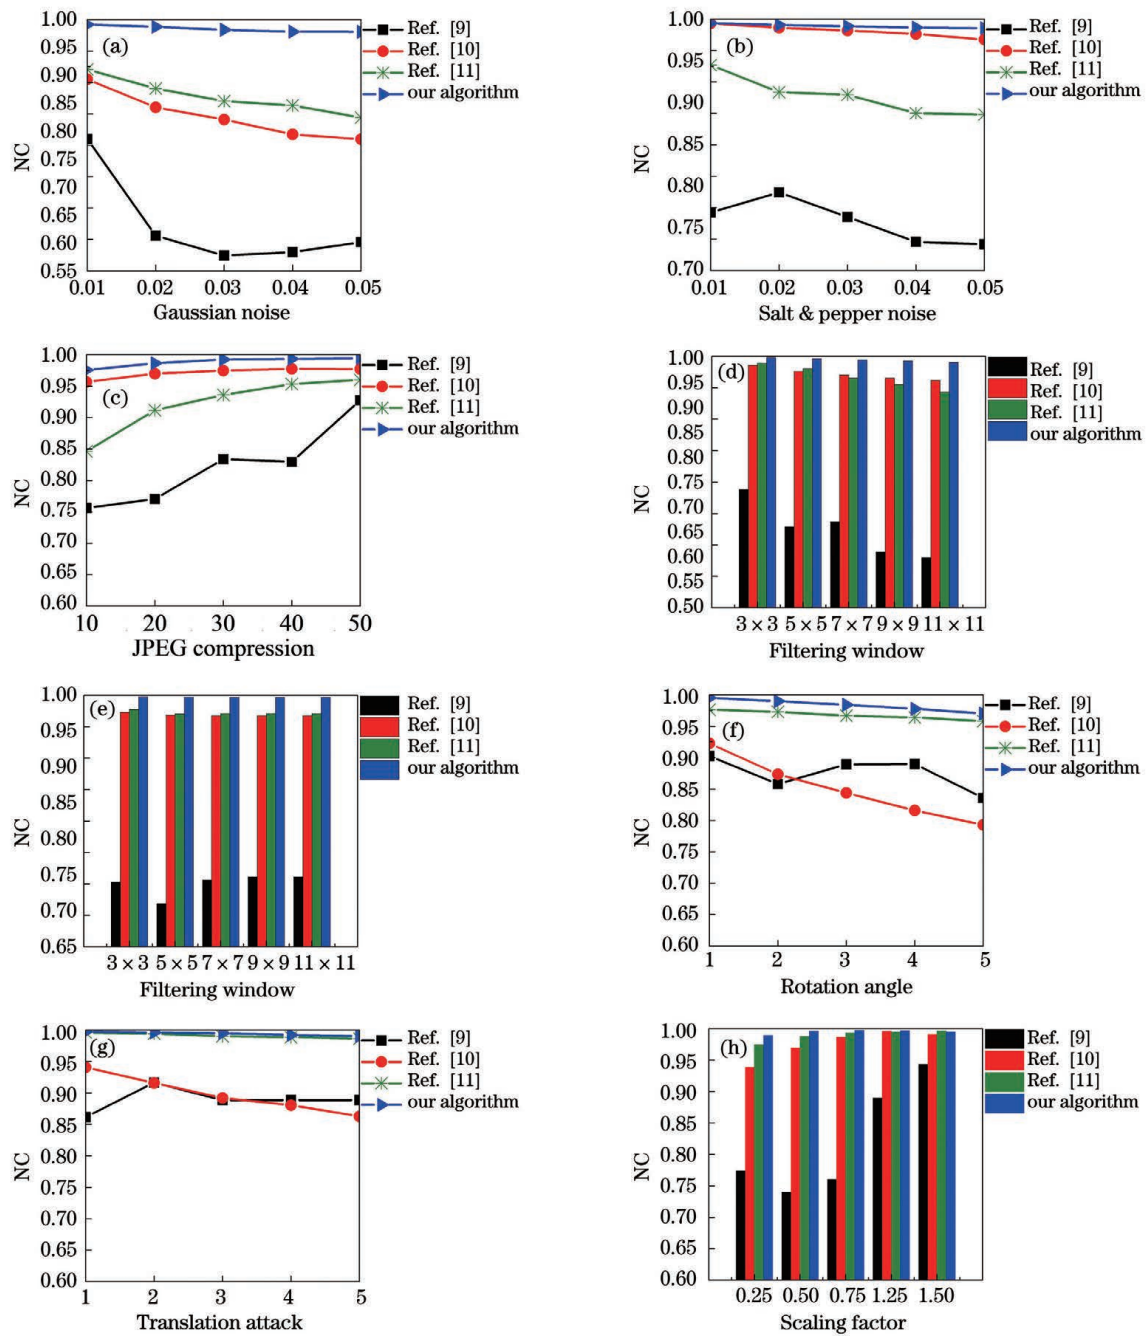 (a)
1.00
0.95
0.90
0.85
0.80
0.70
0.65
0.60
0.55
NC
0.01 0.02 0.03 0.04 0.05
Gaussian noise
Ref. [9]
Ref. [10]
Ref. [11]
our algorithm
(b)
1.00
0.95
0.90
0.85
0.80
0.75
0.70
NC
0.01 0.02 0.03 0.04 0.05
Salt & pepper noise
Ref. [9]
Ref. [10]
Ref. [11]
our algorithm
(c)
1.00
0.95
0.90
0.85
0.80
0.75
0.70
0.65
0.60
NC
10 20 30 40 50
JPEG compression
Ref. [9]
Ref. [10]
Ref. [11]
our algorithm
(d)
1.00
0.95
0.90
0.85
0.80
0.70
0.60
0.55
0.50
NC
3 × 3 5 × 5 7 × 7 9 × 9 11 × 11
Filtering window
Ref. [9]
Ref. [10]
Ref. [11]
our algorithm
(e)
1.00
0.95
0.90
0.85
0.80
0.75
0.70
0.65
NC
3 × 3 5 × 5 7 × 7 9 × 9 11 × 11
Filtering window
Ref. [9]
Ref. [10]
Ref. [11]
our algorithm
(f)
1.00
0.95
0.90
0.85
0.80
0.75
0.70
0.65
0.60
NC
1 2 3 4 5
Rotation angle
Ref. [9]
Ref. [10]
Ref. [11]
our algorithm
(g)
1.00
0.95
0.90
0.85
0.80
0.75
0.70
0.65
0.60
NC
1 2 3 4 5
Translation attack
Ref. [9]
Ref. [10]
Ref. [11]
our algorithm
(h)
1.00
0.95
0.90
0.85
0.80
0.75
0.70
0.65
0.60
NC
0.25 0.50 0.75 1.25 1.50
Scaling factor
Ref. [9]
Ref. [10]
Ref. [11]
our algorithm